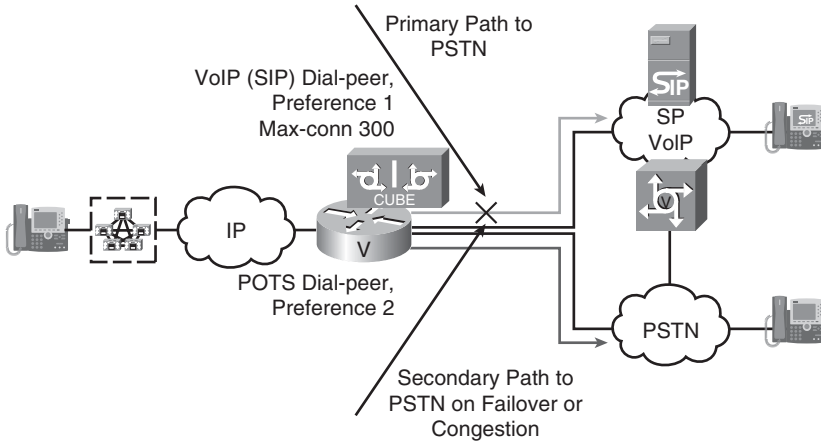 Primary Path to
PSTN
VoIP (SIP) Dial-peer,
Preference 1
Max-conn 300
SIP
SP
VoIP
SIP
CUBE
V
IP
V
POTS Dial-peer,
Preference 2
PSTN
Secondary Path to
PSTN on Failover or
Congestion